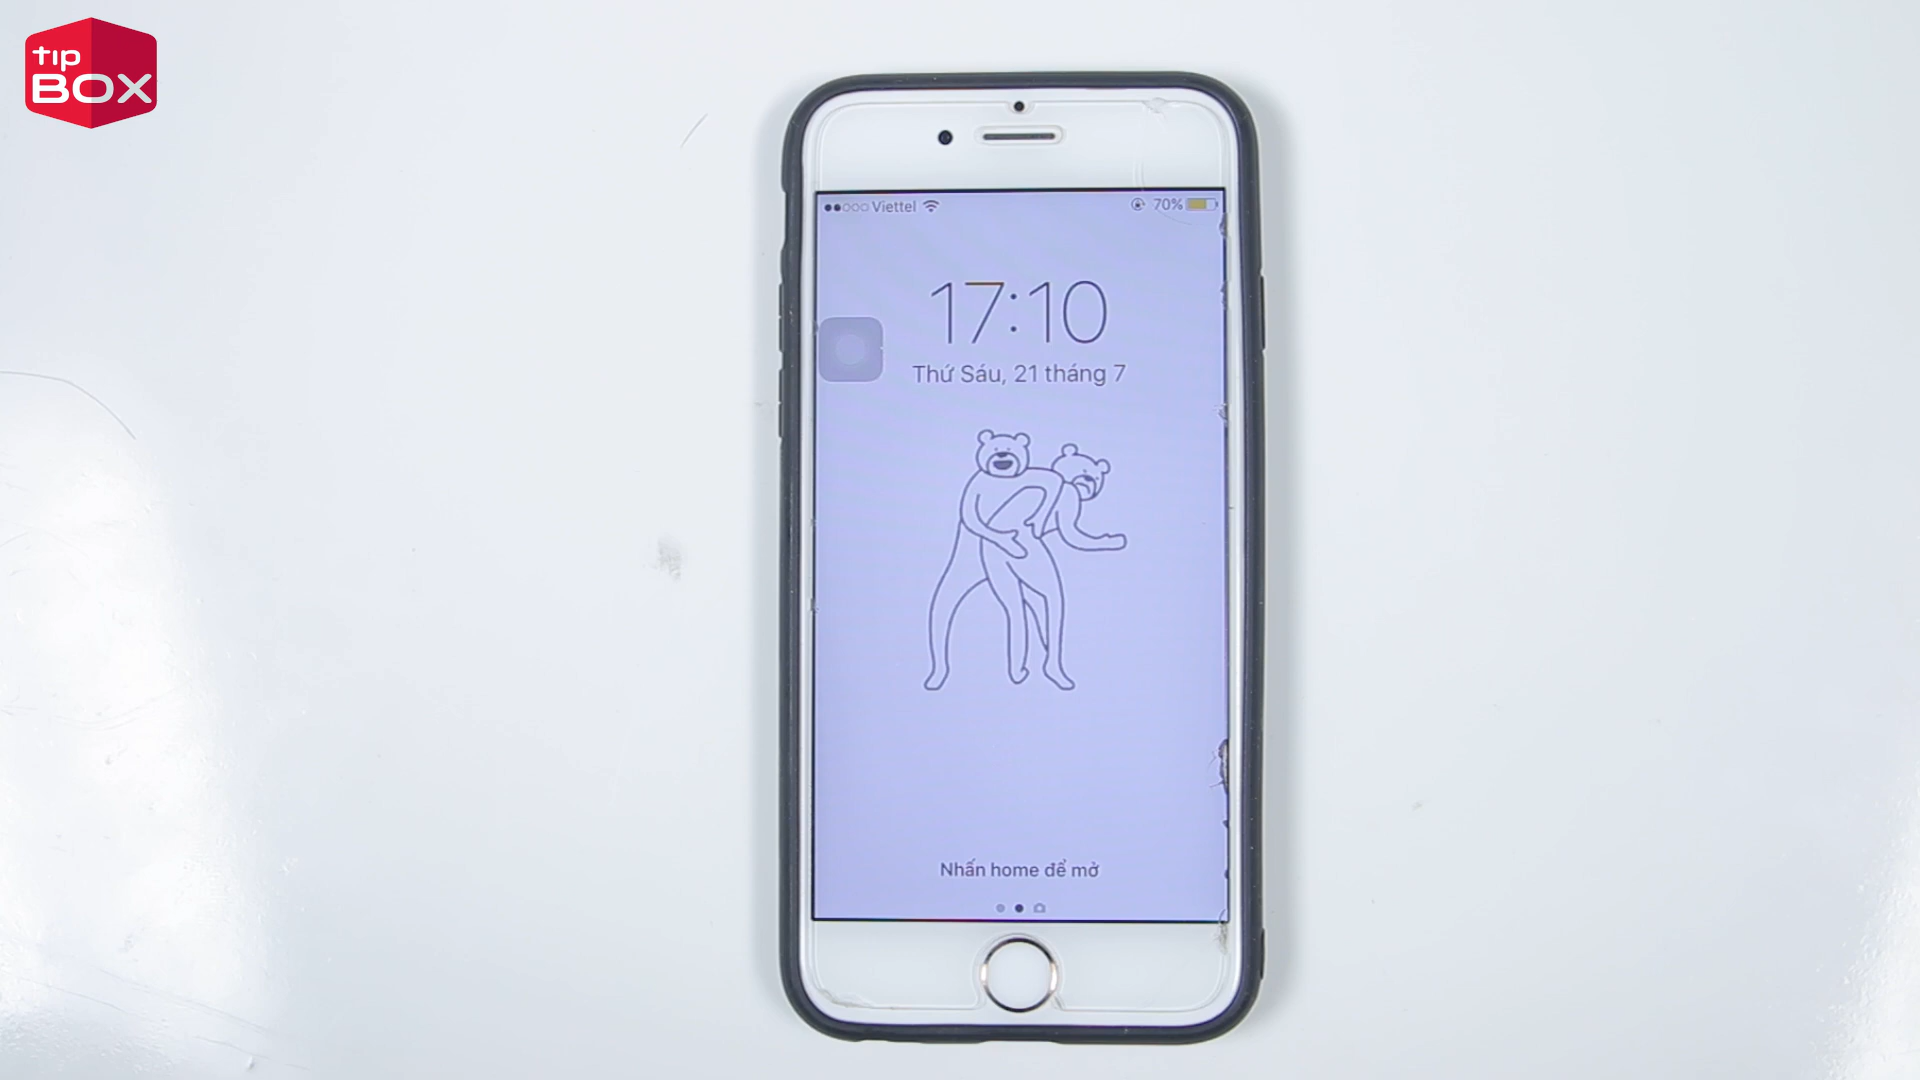 tip
BOX
Viettel 70%
17:10
Thứ Sáu, 21 tháng 7
Nhấn home để mở